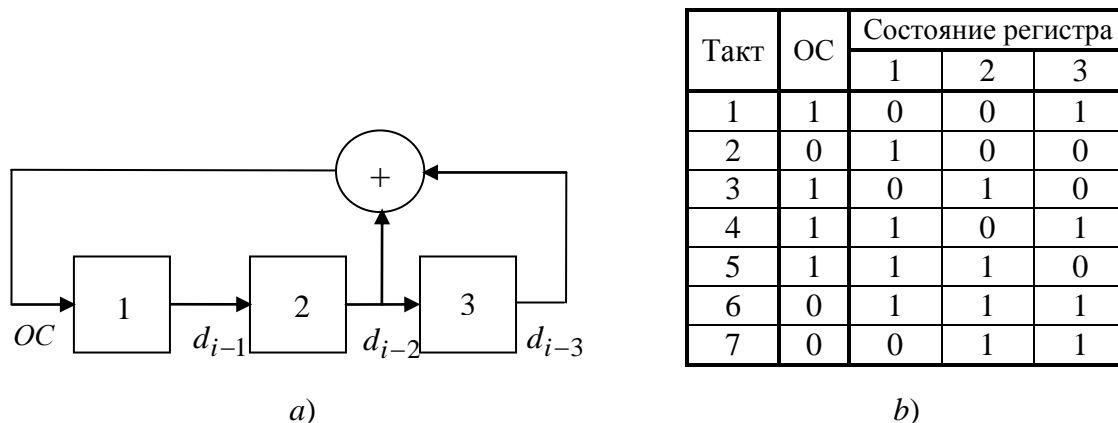 +
1
2
3
ОС
d_{i−1}
d_{i−2}
d_{i−3}
a)
Такт ОС Состояние регистра
1 2 3
1 1 0 0 1
2 0 1 0 0
3 1 0 1 0
4 1 1 0 1
5 1 1 1 0
6 0 1 1 1
7 0 0 1 1
b)